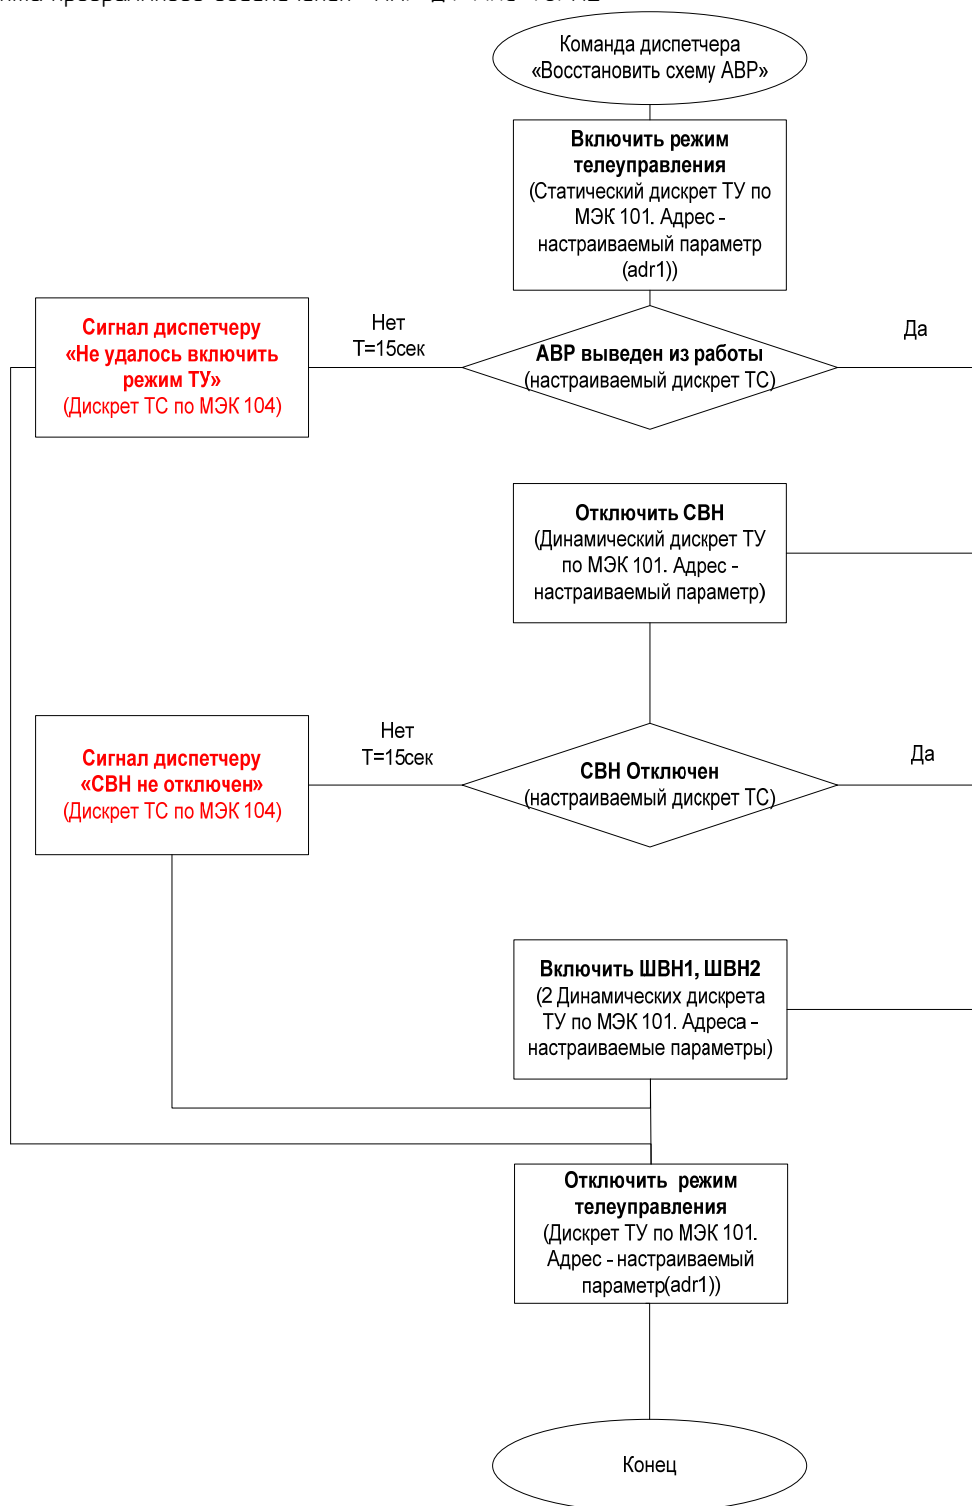 Команда диспетчера
«Восстановить схему АВР»
Включить режим
телеуправления
(Статический дискрет ТУ по
МЭК 101. Адрес -
настраиваемый параметр
(adr1))
Сигнал диспетчеру
«Не удалось включить
режим ТУ»
(Дискрет ТС по МЭК 104)
Нет
Т=15сек
АВР выведен из работы
(настраиваемый дискрет ТС)
Да
Отключить СВН
(Динамический дискрет ТУ
по МЭК 101. Адрес -
настраиваемый параметр)
Сигнал диспетчеру
«СВН не отключен»
(Дискрет ТС по МЭК 104)
Нет
Т=15сек
СВН Отключен
(настраиваемый дискрет ТС)
Да
Включить ШВН1, ШВН2
(2 Динамических дискрета
ТУ по МЭК 101. Адреса -
настраиваемые параметры)
Отключить режим
телеуправления
(Дискрет ТУ по МЭК 101.
Адрес - настраиваемый
параметр(adr1))
Конец